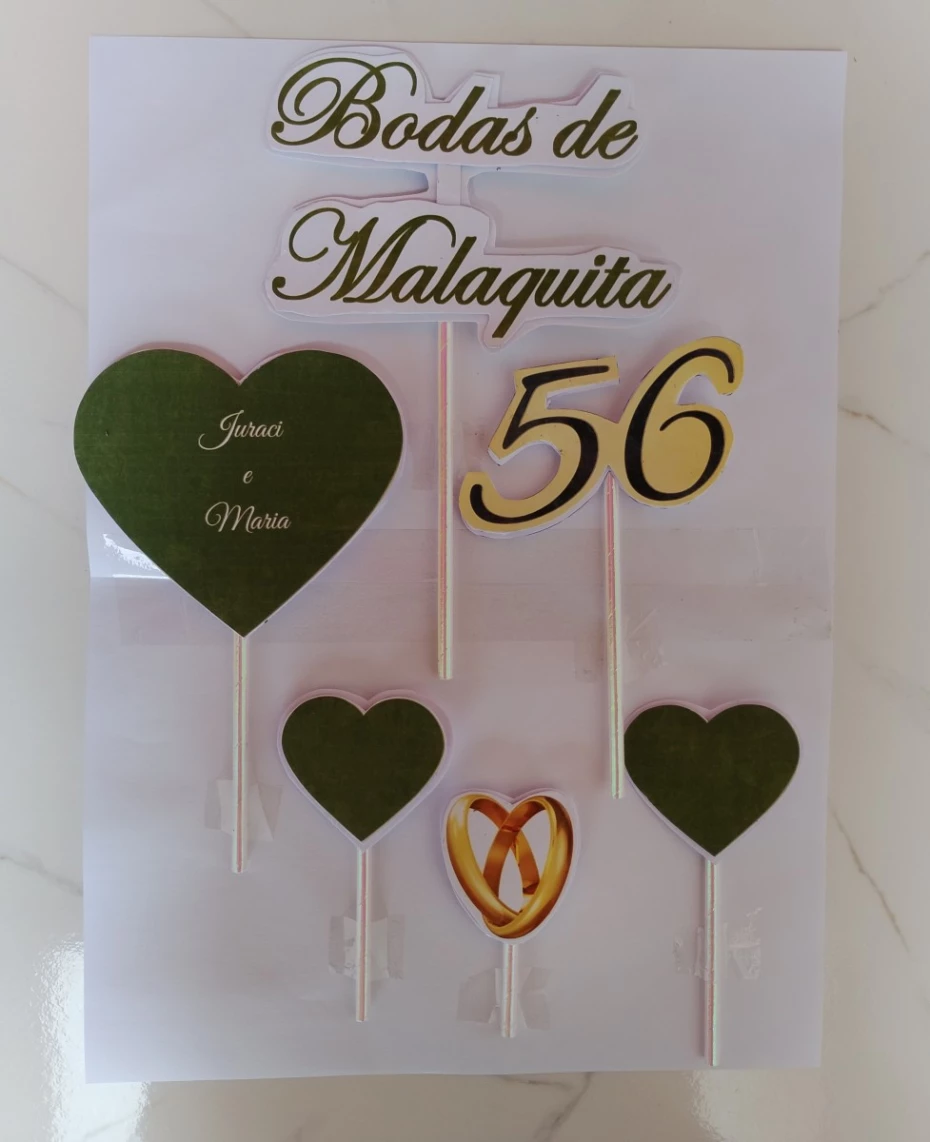 Bodas de
Malaquita
Juraci
e
Maria
56